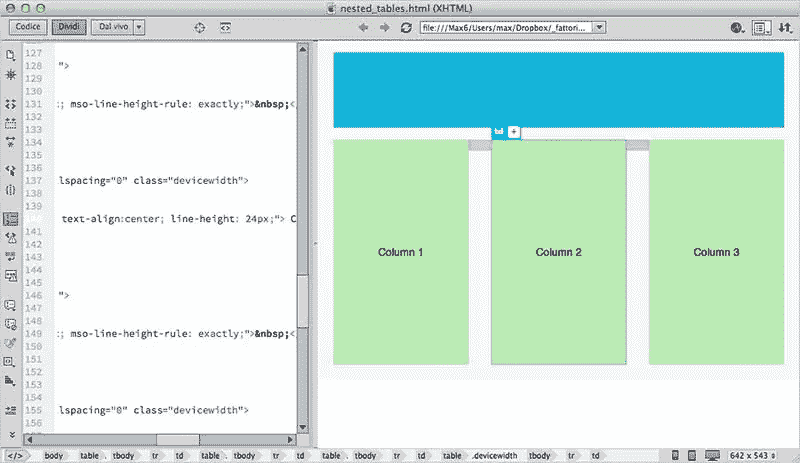 nested_tables.html (XHTML)
Codice Dividi Dal vivo file:///Max6/Users/max/Dropbox/_fattori...
127
128 ">
129
130
131 :; mso-line-height-rule: exactly;">&nbsp;<,
132
133
134
135
136
137 lspacing="0" class="devicewidth">
138
139
text-align:center; line-height: 24px;"> C
141
142
143
144
145
146 ">
147
148
149 :; mso-line-height-rule: exactly;">&nbsp;<,
150
151
152
153
154
155 lspacing="0" class="devicewidth">
156
td +
Column 1 Column 2 Column 3
</> body table . tbody tr td table . tbody tr td table . tbody tr td table .devicewidth tbody tr td 642 x 543